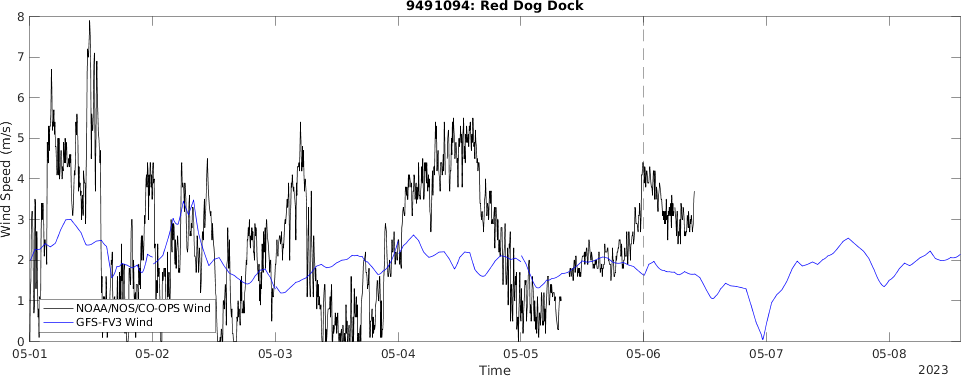 9491094: Red Dog Dock
8
7
6
5
4
3
2
1
0
Wind Speed (m/s)
NOAA/NOS/CO-OPS Wind
GFS-FV3 Wind
05-01 05-02 05-03 05-04 05-05 05-06 05-07 05-08
Time
2023